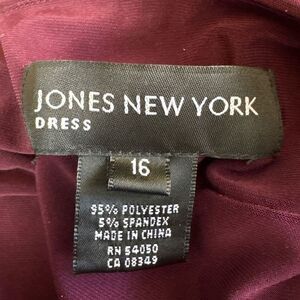 JONES NEW YORK
DRESS
16
95% POLYESTER
5% SPANDEX
MADE IN CHINA
RN 54050
CA 08349